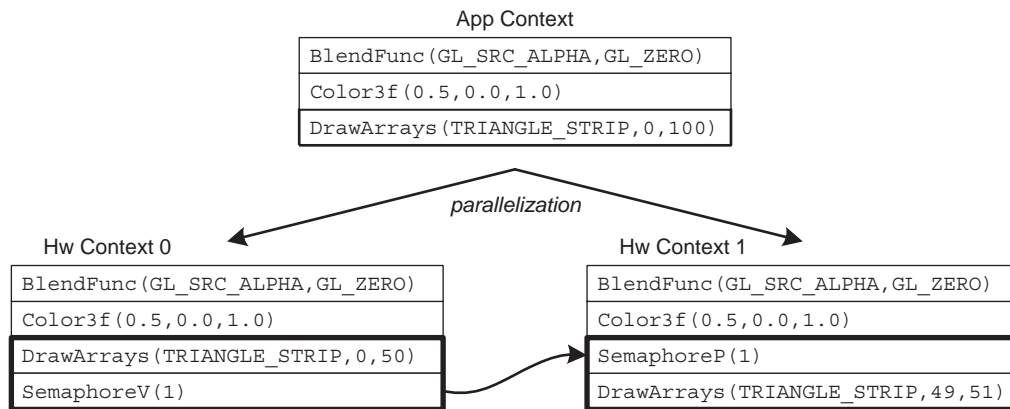 App Context
BlendFunc(GL_SRC_ALPHA,GL_ZERO)
Color3f(0.5,0.0,1.0)
DrawArrays(TRIANGLE_STRIP,0,100)
parallelization
Hw Context 0
BlendFunc(GL_SRC_ALPHA,GL_ZERO)
Color3f(0.5,0.0,1.0)
DrawArrays(TRIANGLE_STRIP,0,50)
SemaphoreV(1)
Hw Context 1
BlendFunc(GL_SRC_ALPHA,GL_ZERO)
Color3f(0.5,0.0,1.0)
SemaphoreP(1)
DrawArrays(TRIANGLE_STRIP,49,51)